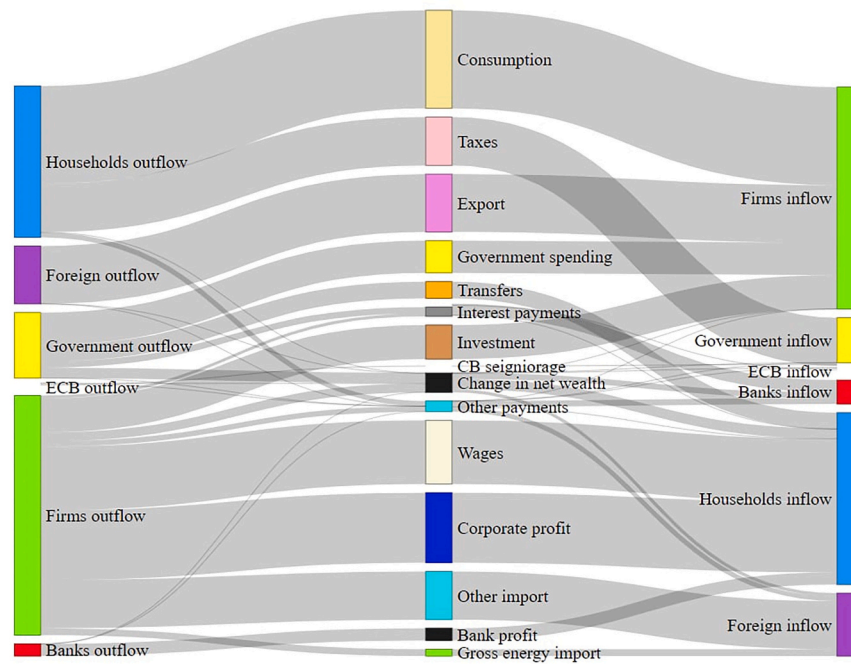 Households outflow
Foreign outflow
Government outflow
ECB outflow
Firms outflow
Banks outflow
Consumption
Taxes
Export
Government spending
Transfers
Interest payments
Investment
CB seigniorage
Change in net wealth
Other payments
Wages
Corporate profit
Other import
Bank profit
Gross energy import
Firms inflow
Government inflow
ECB inflow
Banks inflow
Households inflow
Foreign inflow